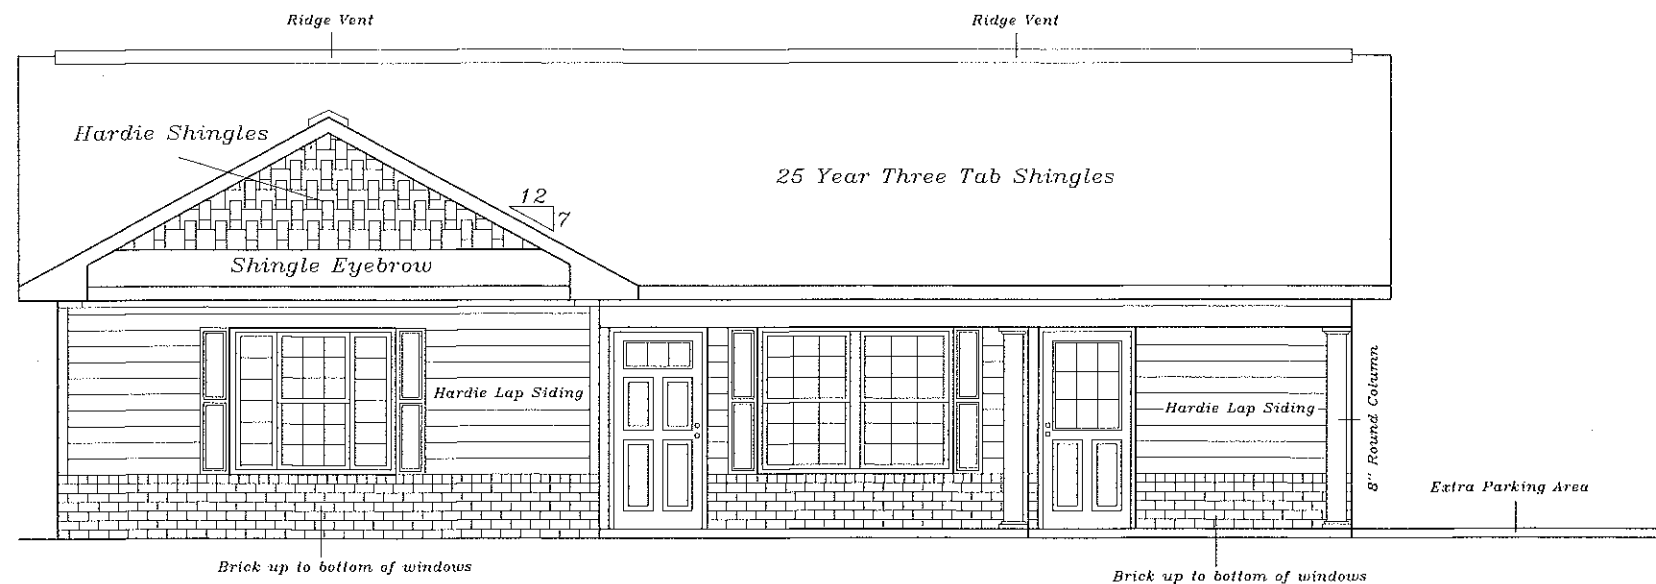 Ridge Vent
Ridge Vent
Hardie Shingles
25 Year Three Tab Shingles
12
7
Shingle Eyebrow
Hardie Lap Siding
Hardie Lap Siding
8" Round Column
Extra Parking Area
Brick up to bottom of windows
Brick up to bottom of windows